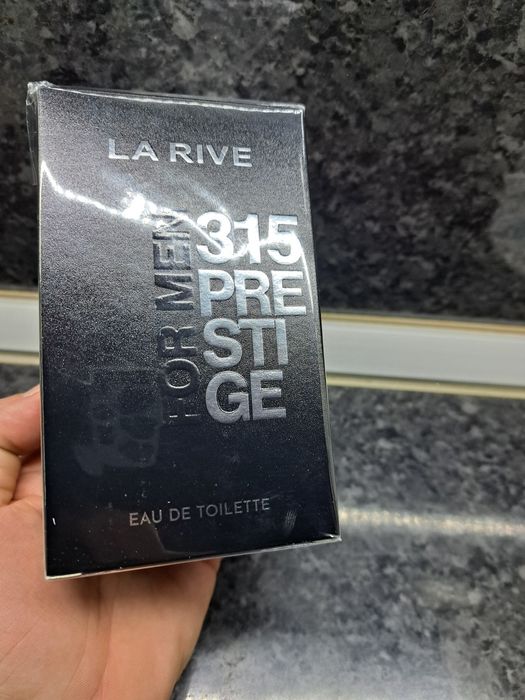 LA RIVE
FOR MEN
315
PRE
STI
GE
EAU DE TOILETTE